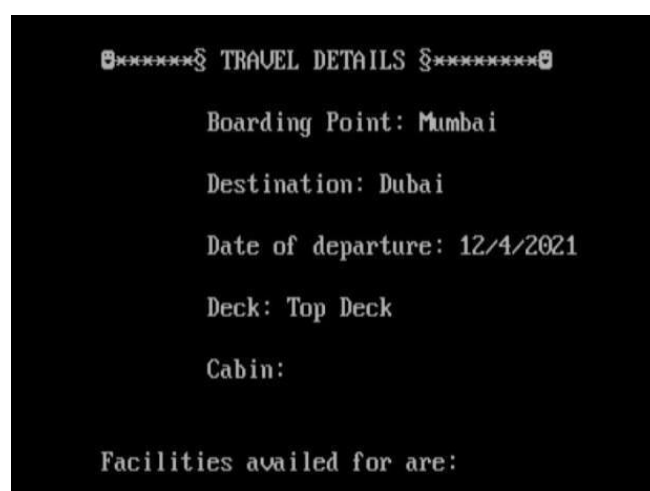 ☻******§ TRAVEL DETAILS §********☻
Boarding Point: Mumbai
Destination: Dubai
Date of departure: 12/4/2021
Deck: Top Deck
Cabin:
Facilities availed for are: